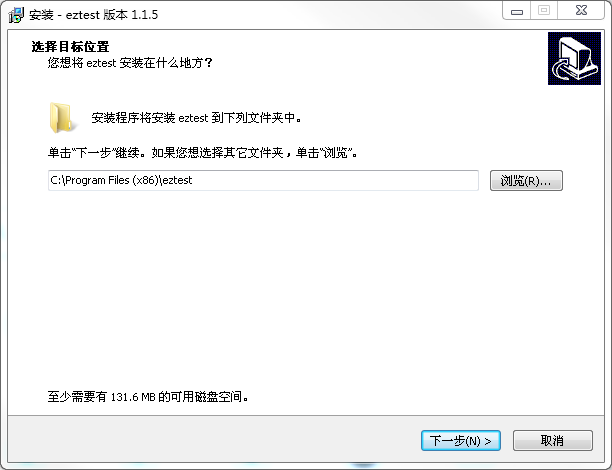 安装 - eztest 版本 1.1.5
选择目标位置
您想将 eztest 安装在什么地方？
安装程序将安装 eztest 到下列文件夹中。
单击“下一步”继续。如果您想选择其它文件夹，单击“浏览”。
C:\Program Files (x86)\eztest
浏览(R)...
至少需要有 131.6 MB 的可用磁盘空间。
下一步(N) >
取消